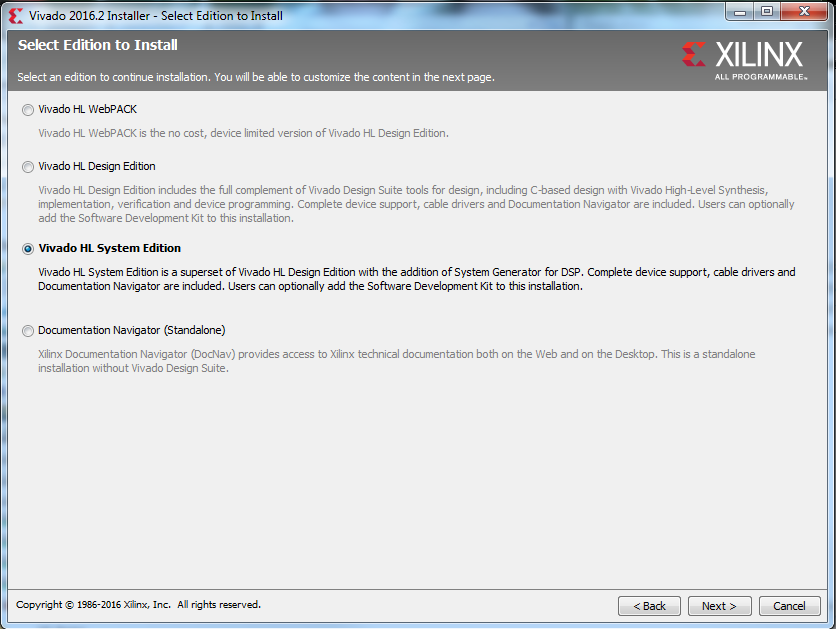 Vivado 2016.2 Installer - Select Edition to Install
Select Edition to Install
Select an edition to continue installation. You will be able to customize the content in the next page.
XILINX
ALL PROGRAMMABLE™
Vivado HL WebPACK
Vivado HL WebPACK is the no cost, device limited version of Vivado HL Design Edition.
Vivado HL Design Edition
Vivado HL Design Edition includes the full complement of Vivado Design Suite tools for design, including C-based design with Vivado High-Level Synthesis,
implementation, verification and device programming. Complete device support, cable drivers and Documentation Navigator are included. Users can optionally
add the Software Development Kit to this installation.
Vivado HL System Edition
Vivado HL System Edition is a superset of Vivado HL Design Edition with the addition of System Generator for DSP. Complete device support, cable drivers and
Documentation Navigator are included. Users can optionally add the Software Development Kit to this installation.
Documentation Navigator (Standalone)
Xilinx Documentation Navigator (DocNav) provides access to Xilinx technical documentation both on the Web and on the Desktop. This is a standalone
installation without Vivado Design Suite.
Copyright © 1986-2016 Xilinx, Inc. All rights reserved.
< Back
Next >
Cancel